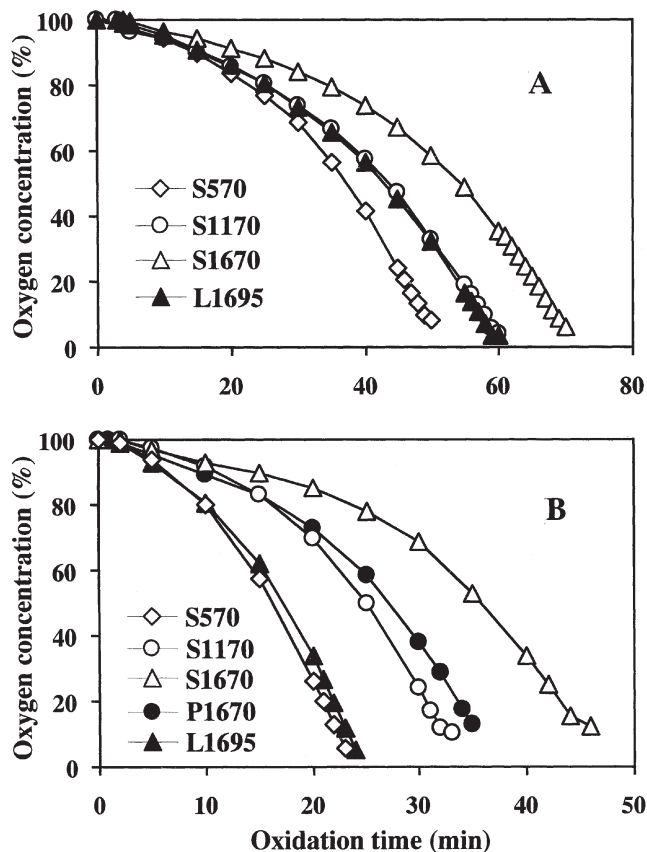 Oxygen concentration (%)
100
80
60
40
20
0
A
S570
S1170
S1670
L1695
0 20 40 60 80
Oxygen concentration (%)
100
80
60
40
20
0
B
S570
S1170
S1670
P1670
L1695
0 10 20 30 40 50
Oxidation time (min)